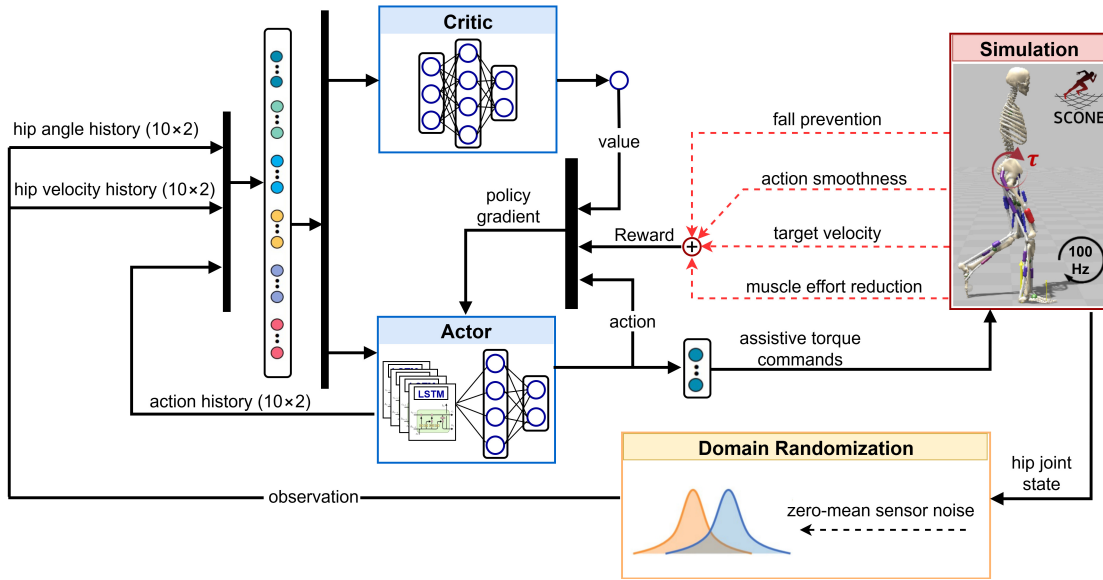 Critic
Simulation
SCONE
τ
100
Hz
hip angle history (10×2)
hip velocity history (10×2)
value
policy
gradient
fall prevention
action smoothness
Reward
+
target velocity
muscle effort reduction
action
Actor
LSTM
assistive torque
commands
action history (10×2)
Domain Randomization
zero-mean sensor noise
hip joint
state
observation